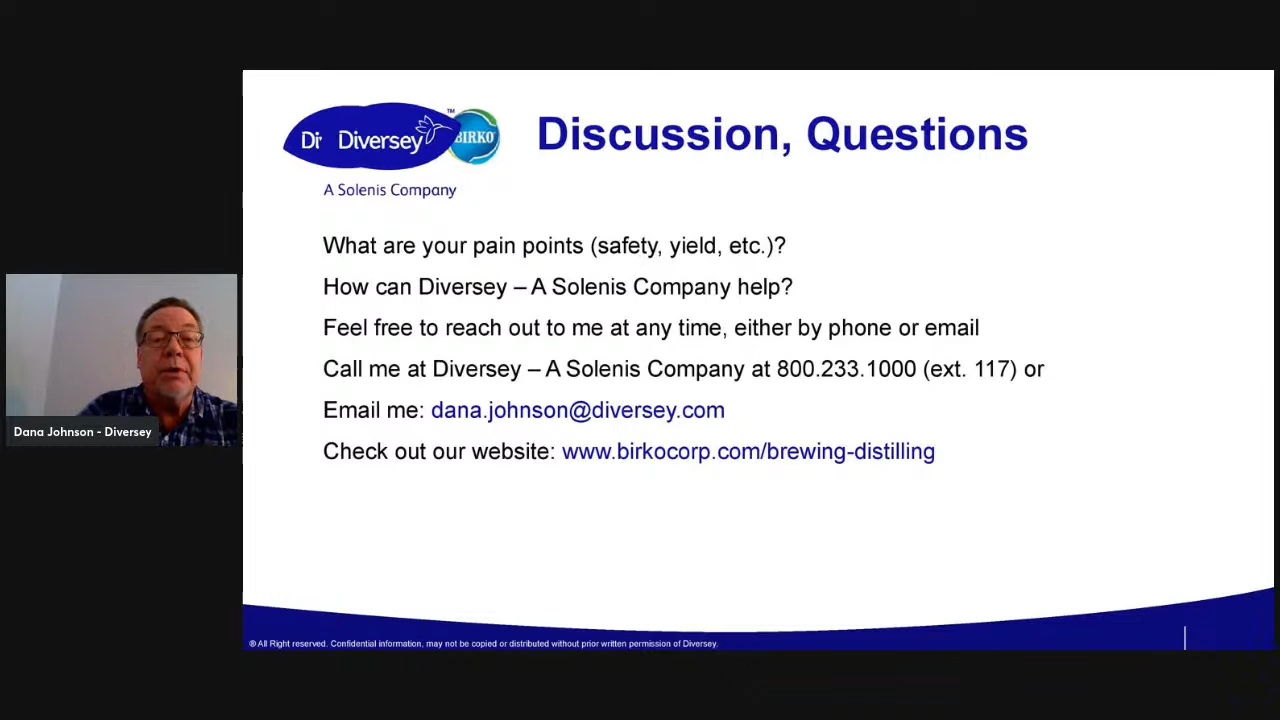 Di Diversey
™
BIRKO
A Solenis Company
Discussion, Questions
What are your pain points (safety, yield, etc.)?
How can Diversey – A Solenis Company help?
Feel free to reach out to me at any time, either by phone or email
Call me at Diversey – A Solenis Company at 800.233.1000 (ext. 117) or
Email me: dana.johnson@diversey.com
Check out our website: www.birkocorp.com/brewing-distilling
Dana Johnson - Diversey
® All Right reserved. Confidential information, may not be copied or distributed without prior written permission of Diversey.